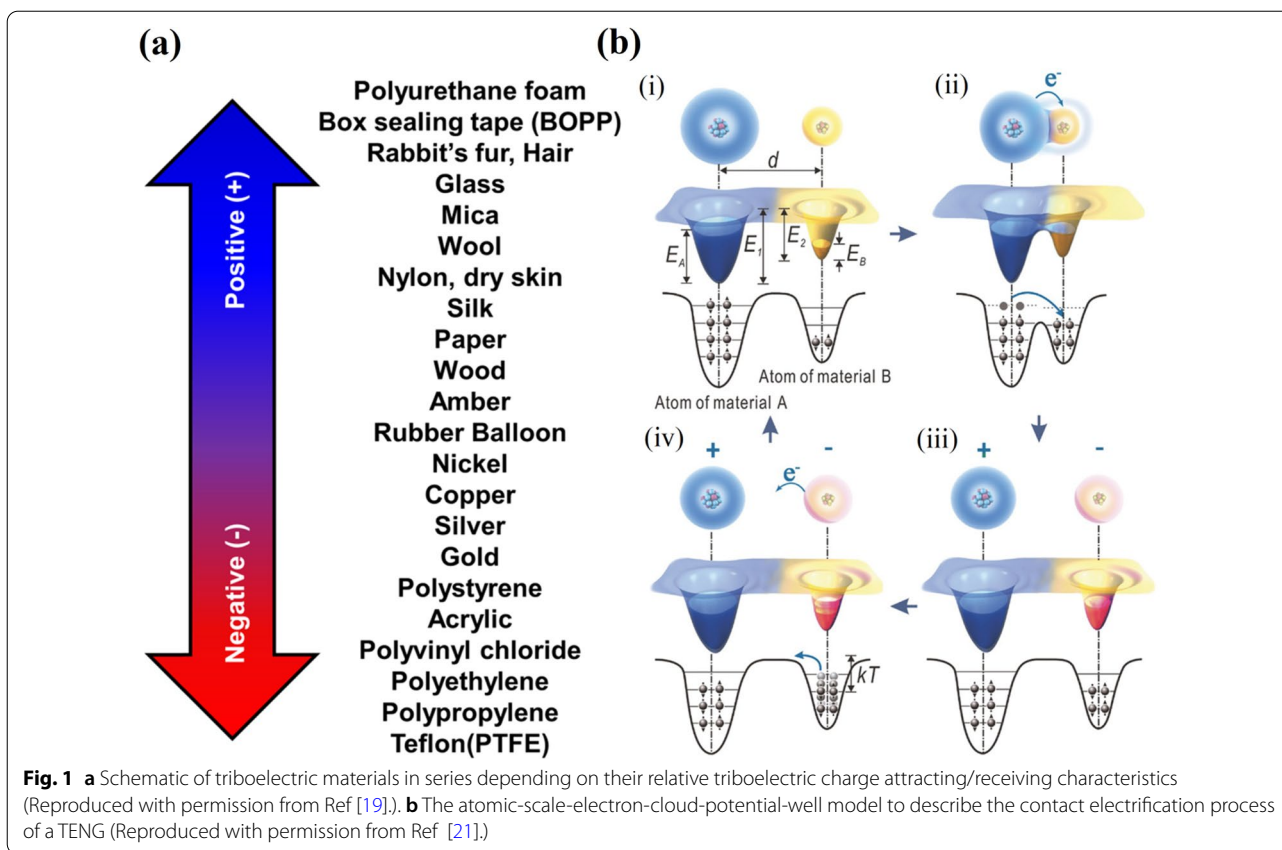 (a)
Positive (+)
Negative (-)
Polyurethane foam
Box sealing tape (BOPP)
Rabbit's fur, Hair
Glass
Mica
Wool
Nylon, dry skin
Silk
Paper
Wood
Amber
Rubber Balloon
Nickel
Copper
Silver
Gold
Polystyrene
Acrylic
Polyvinyl chloride
Polyethylene
Polypropylene
Teflon(PTFE)
(b)
(i)
d
E_A
E_1
E_2
E_B
Atom of material A
Atom of material B
(ii)
e-
(iii)
+
-
(iv)
+
-
e-
kT
Fig. 1 a Schematic of triboelectric materials in series depending on their relative triboelectric charge attracting/receiving characteristics
(Reproduced with permission from Ref [19].). b The atomic-scale-electron-cloud-potential-well model to describe the contact electrification process
of a TENG (Reproduced with permission from Ref [21].)